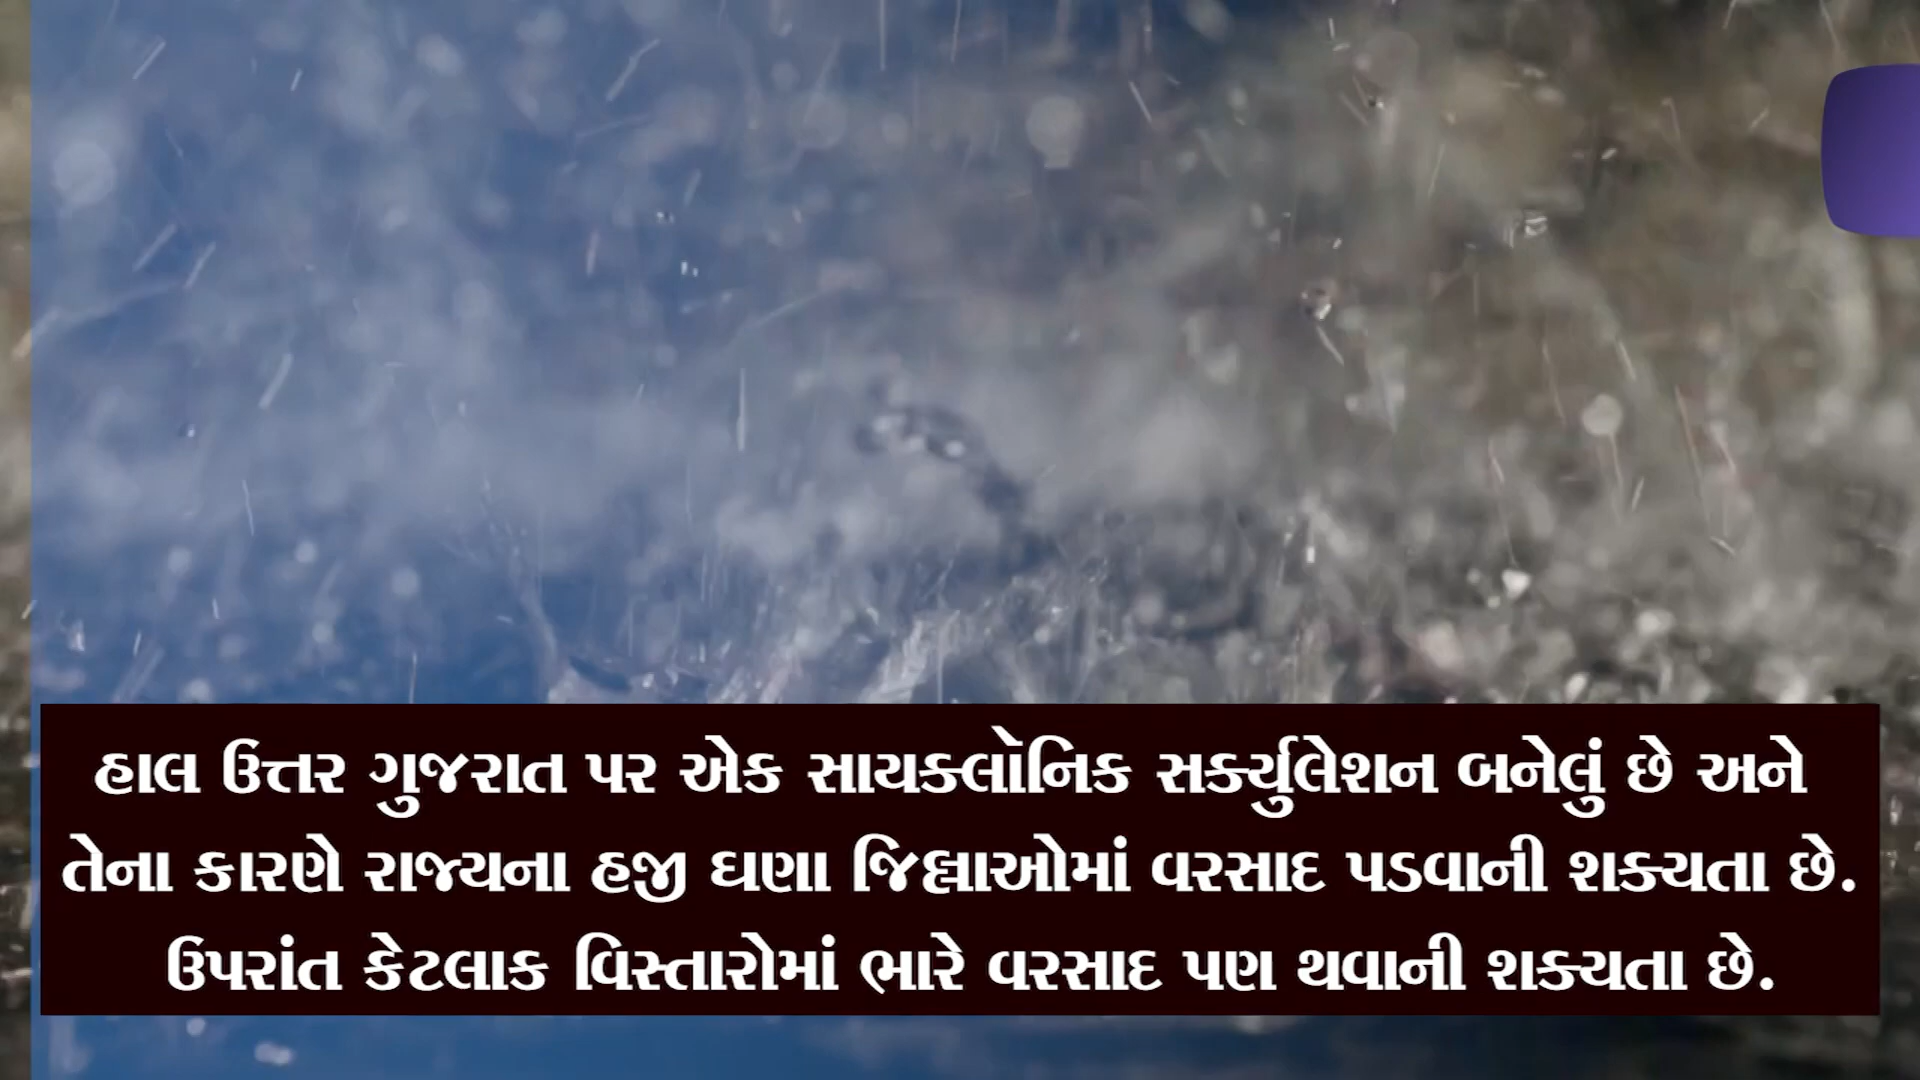 હાલ ઉત્તર ગુજરાત પર એક સાયક્લૉનિક સર્ક્યુલેશન બનેલું છે અને
તેના કારણે રાજ્યના હજી ઘણા જિલ્લાઓમાં વરસાદ પડવાની શક્યતા છે.
ઉપરાંત કેટલાક વિસ્તારોમાં ભારે વરસાદ પણ થવાની શક્યતા છે.